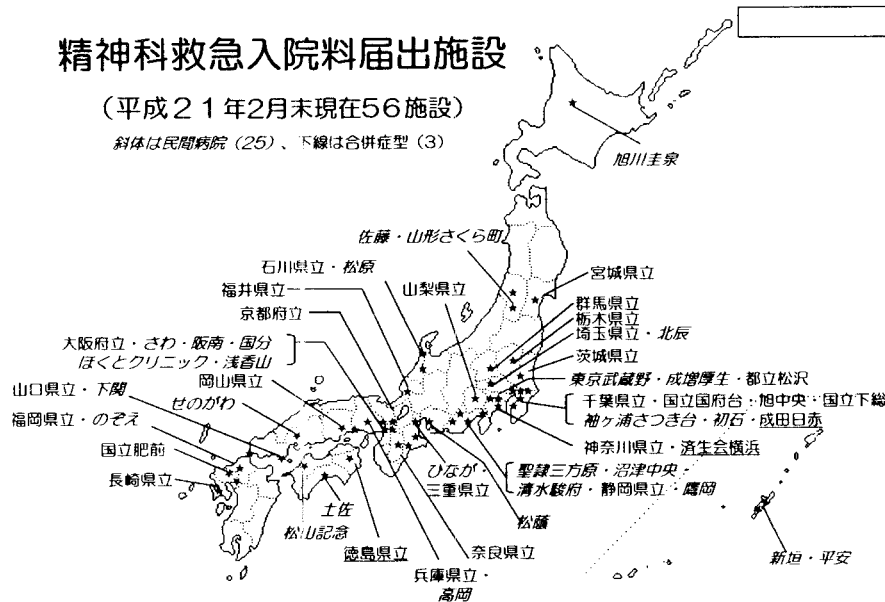 精神科救急入院料届出施設
(平成21年2月末現在56施設)
斜体は民間病院(25)、下線は合併症型(3)
旭川圭泉
佐藤・山形さくら町
石川県立・松原
福井県立
山梨県立
宮城県立
京都府立
群馬県立
栃木県立
埼玉県立・北辰
大阪府立・さわ・阪南・国分
ほくとクリニック・浅香山
茨城県立
岡山県立
東京武蔵野・成増厚生・都立松沢
山口県立・下関
せのがわ
千葉県立・国立国府台・旭中央・国立下総
袖ヶ浦さつき台・初石・成田日赤
福岡県立・のぞえ
神奈川県立・済生会横浜
国立肥前
ひなが・
三重県立
聖隷三方原・沼津中央・
清水駿府・静岡県立・鷹岡
長崎県立
土佐
松蔭
松山記念
徳島県立
奈良県立
新垣・平安
兵庫県立・
高岡